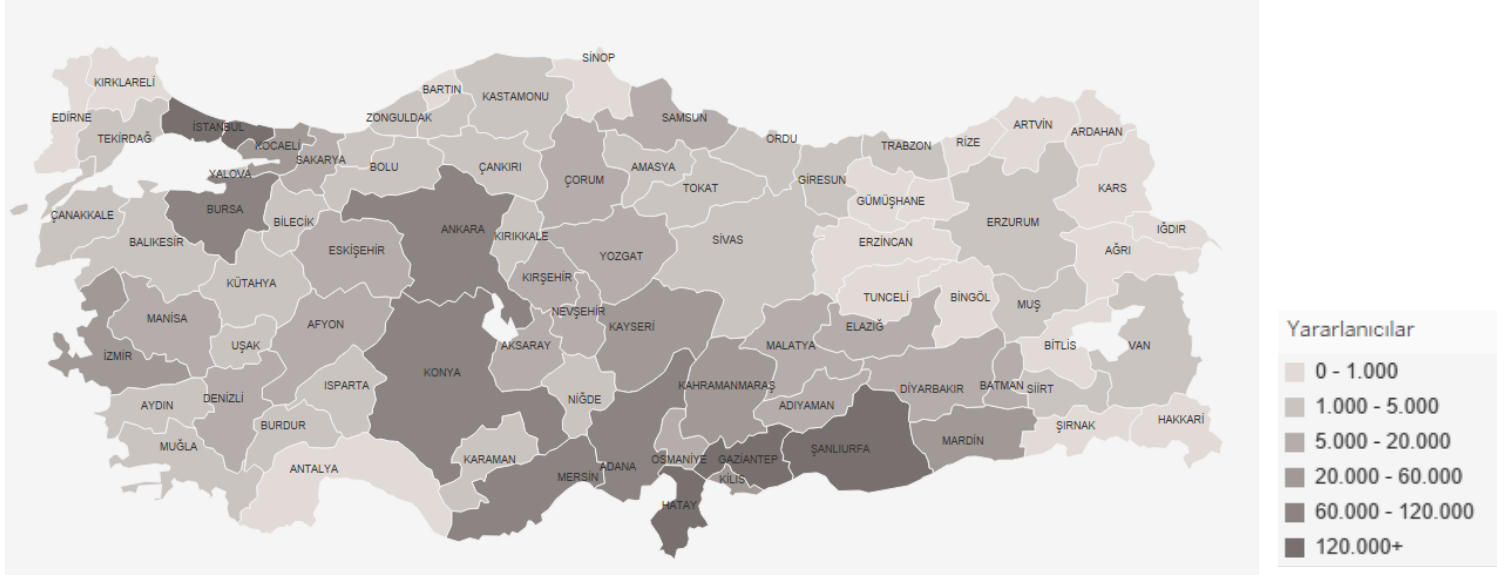 SİNOP
KIRKLARELİ
BARTIN
KASTAMONU
EDİRNE
TEKİRDAĞ
İSTANBUL
ZONGULDAK
SAMSUN
KOCAELİ
SAKARYA
YALOVA
BOLU
ÇANKIRI
ÇORUM
AMASYA
TOKAT
ORDU
GİRESUN
TRABZON
RİZE
ARTVİN
ARDAHAN
KARS
GÜMÜŞHANE
ERZURUM
IĞDIR
AĞRI
ÇANAKKALE
BURSA
BİLECİK
BALIKESİR
ESKİŞEHİR
ANKARA
KIRIKKALE
YOZGAT
SİVAS
ERZİNCAN
KÜTAHYA
KIRŞEHİR
NEVŞEHİR
KAYSERİ
TUNCELİ
BİNGÖL
MUŞ
MANİSA
UŞAK
AFYON
AKSARAY
MALATYA
ELAZIĞ
BİTLİS
VAN
İZMİR
AYDIN
DENİZLİ
ISPARTA
BURDUR
KONYA
NİĞDE
KAHRAMANMARAŞ
ADIYAMAN
DİYARBAKIR
BATMAN
SİİRT
MUĞLA
ANTALYA
KARAMAN
MERSİN
ADANA
OSMANİYE
GAZİANTEP
KİLİS
HATAY
ŞANLIURFA
MARDİN
ŞIRNAK
HAKKARİ
Yararlanıcılar
0 - 1.000
1.000 - 5.000
5.000 - 20.000
20.000 - 60.000
60.000 - 120.000
120.000+